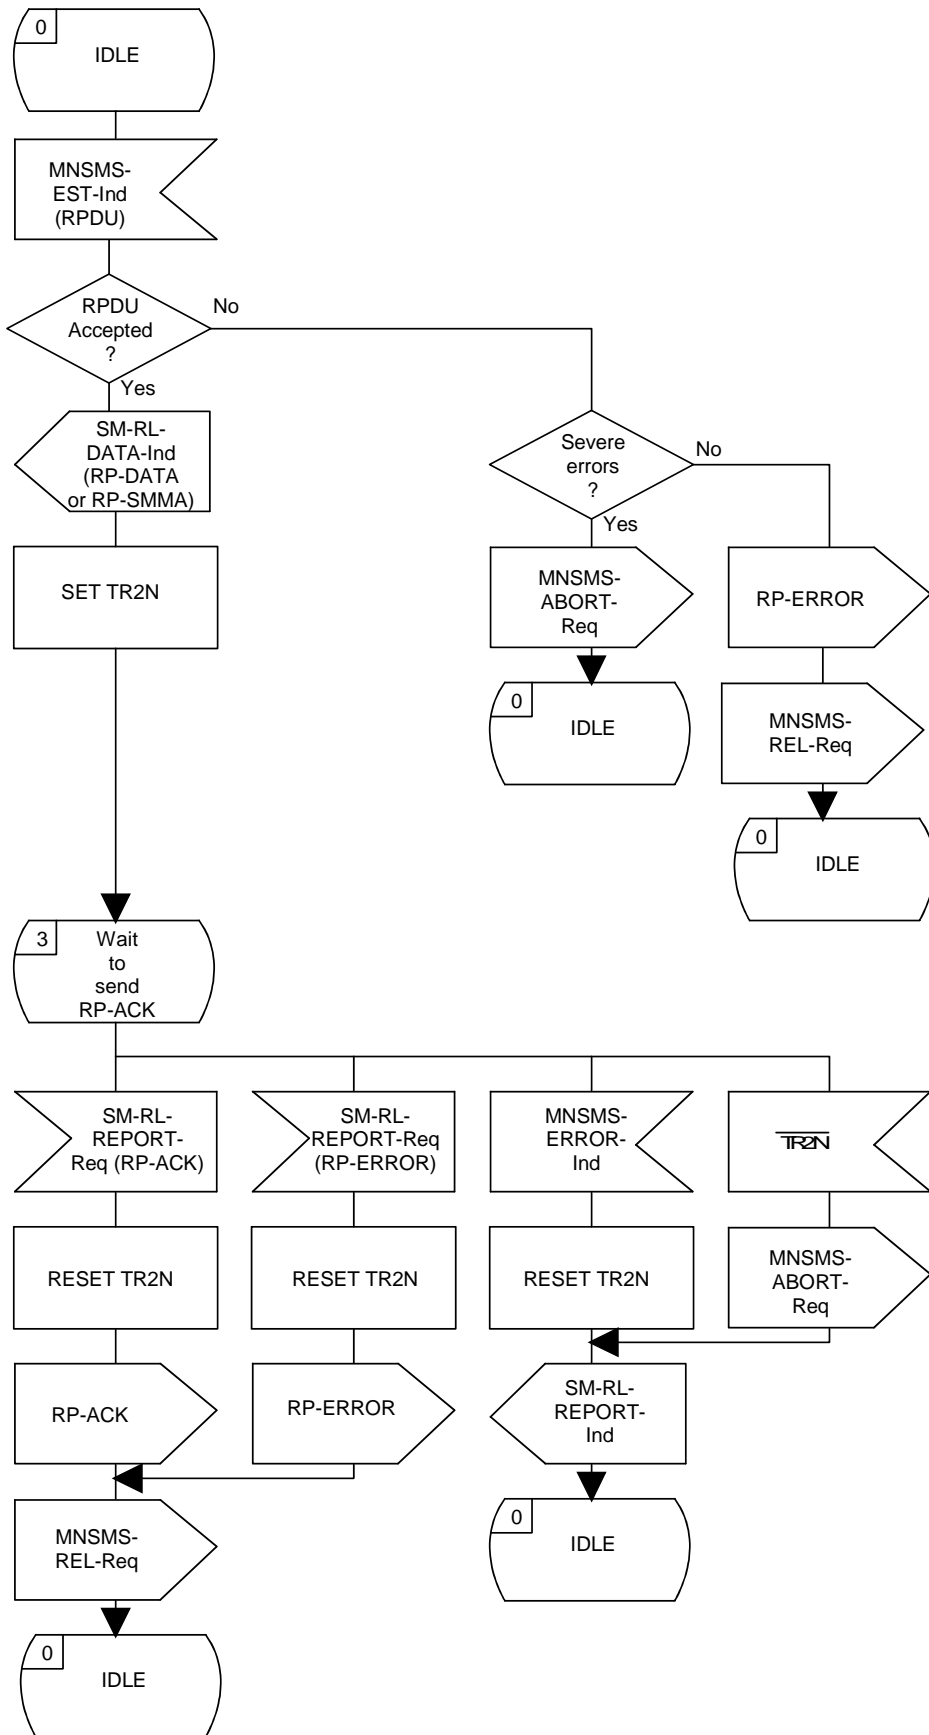 0
IDLE
MNSMS-
EST-Ind
(RPDU)
RPDU
Accepted
?
No
Yes
SM-RL-
DATA-Ind
(RP-DATA
or RP-SMMA)
Severe
errors
?
No
Yes
SET TR2N
MNSMS-
ABORT-
Req
RP-ERROR
0
IDLE
MNSMS-
REL-Req
0
IDLE
3
Wait
to
send
RP-ACK
SM-RL-
REPORT-
Req (RP-ACK)
SM-RL-
REPORT-Req
(RP-ERROR)
MNSMS-
ERROR-
Ind
TR2N
RESET TR2N
RESET TR2N
RESET TR2N
MNSMS-
ABORT-
Req
RP-ACK
RP-ERROR
SM-RL-
REPORT-
Ind
MNSMS-
REL-Req
0
IDLE
0
IDLE